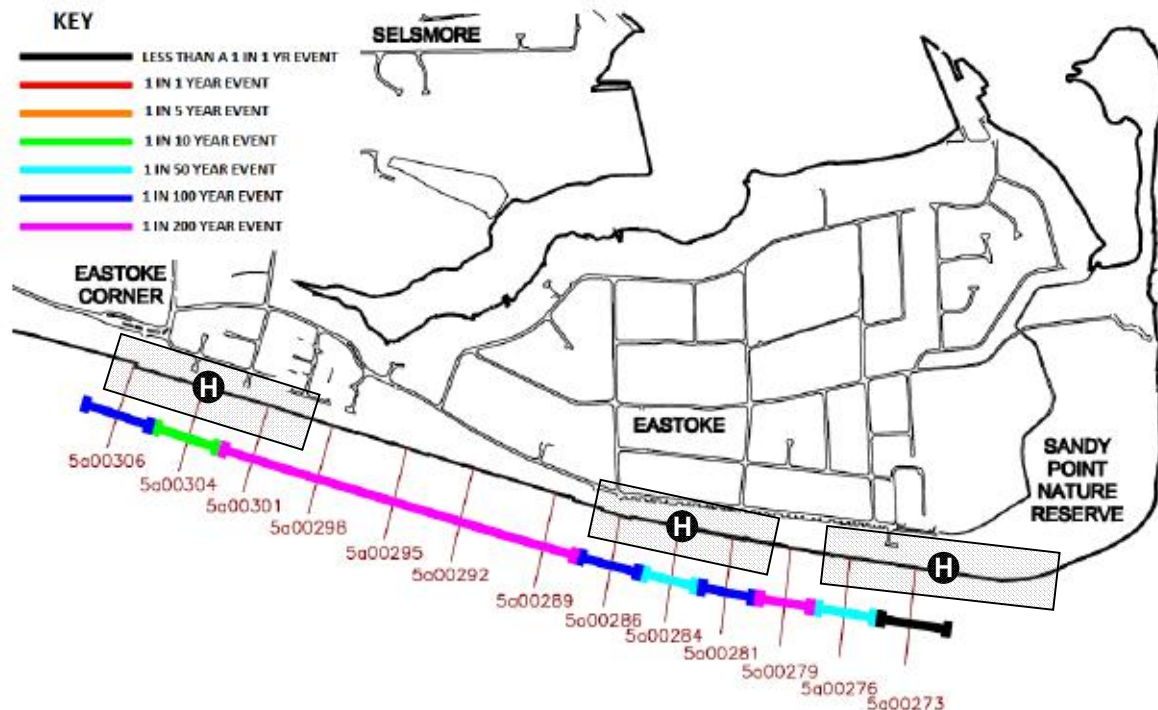 KEY
LESS THAN A 1 IN 1 YR EVENT
1 IN 1 YEAR EVENT
1 IN 5 YEAR EVENT
1 IN 10 YEAR EVENT
1 IN 50 YEAR EVENT
1 IN 100 YEAR EVENT
1 IN 200 YEAR EVENT
SELSMORE
EASTOKE
CORNER
H
EASTOKE
SANDY
POINT
NATURE
RESERVE
H
H
5a00306
5a00304
5a00301
5a00298
5a00295
5a00292
5a00289
5a00286
5a00284
5a00281
5a00279
5a00276
5a00273